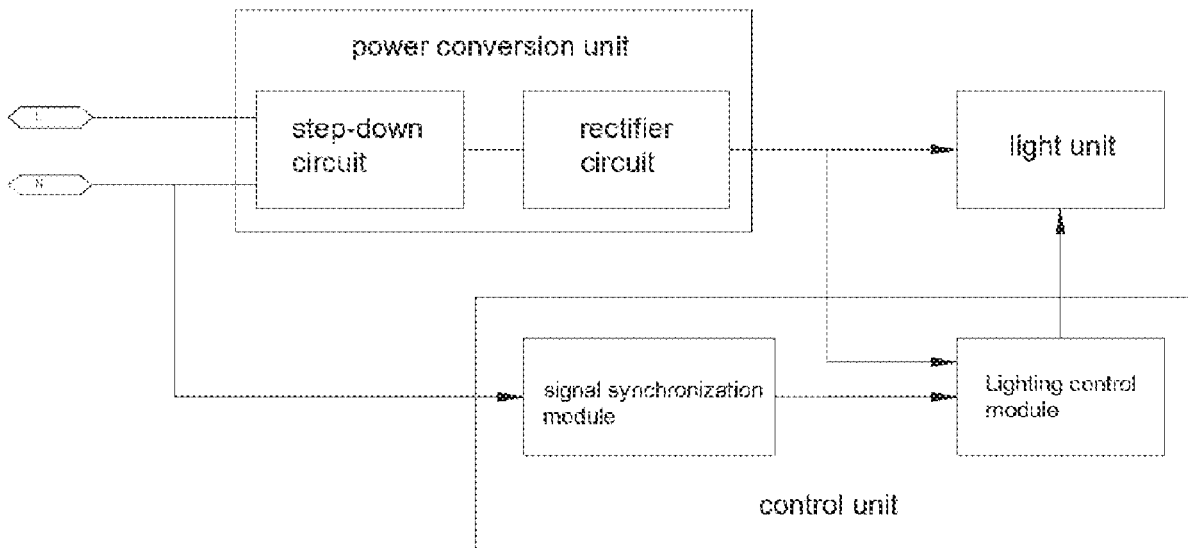 power conversion unit
L
step-down
circuit
rectifier
circuit
light unit
N
signal synchronization
module
Lighting control
module
control unit